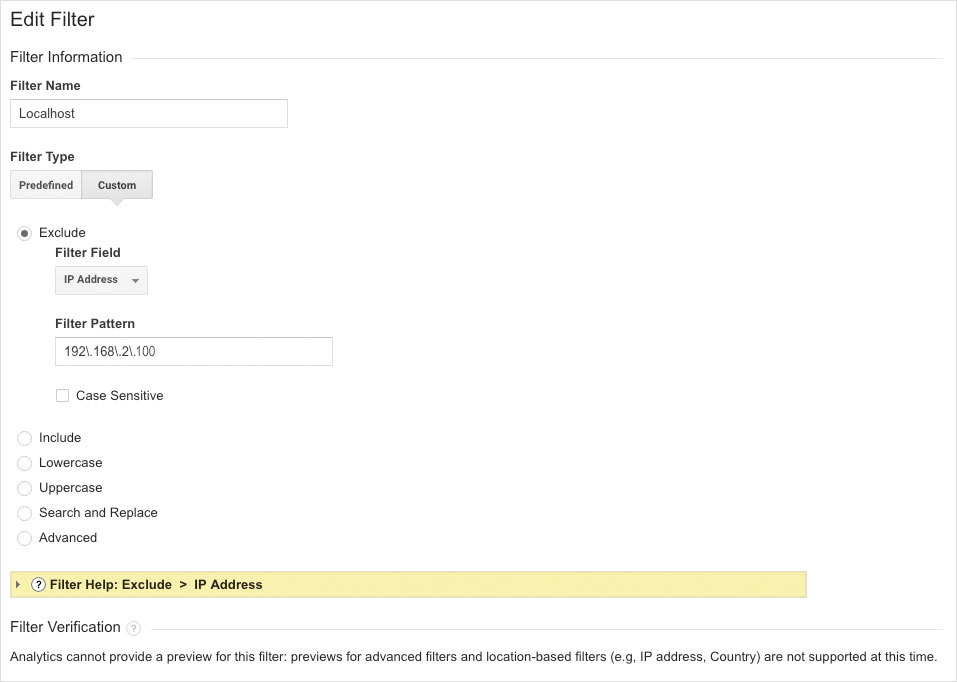 Edit Filter
Filter Information
Filter Name
Localhost
Filter Type
Predefined Custom
Exclude
Filter Field
IP Address
Filter Pattern
192\.168\.2\.100
Case Sensitive
Include
Lowercase
Uppercase
Search and Replace
Advanced
? Filter Help: Exclude > IP Address
Filter Verification ?
Analytics cannot provide a preview for this filter: previews for advanced filters and location-based filters (e.g, IP address, Country) are not supported at this time.